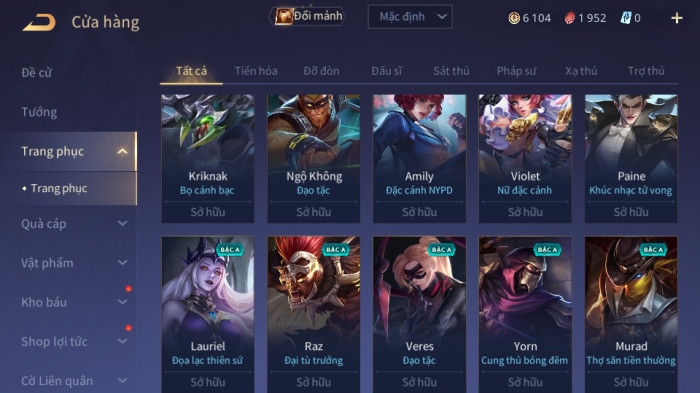 Cửa hàng
Đổi mảnh
Mặc định
6 104
1 952
0
Đề cử
Tướng
Trang phục
Trang phục
Quà cáp
Vật phẩm
Kho báu
Shop lợi tức
Cờ Liên quân
Tất cả
Tiến hóa
Đỡ đòn
Đấu sĩ
Sát thủ
Pháp sư
Xạ thủ
Trợ thủ
Kriknak
Bọ cánh bạc
Sở hữu
Ngộ Không
Đạo tặc
Sở hữu
Amily
Đặc cảnh NYPD
Sở hữu
Violet
Nữ đặc cảnh
Sở hữu
Paine
Khúc nhạc tử vong
Sở hữu
BẬC A
Lauriel
Đọa lạc thiên sứ
Sở hữu
BẬC A
Raz
Đại tù trưởng
Sở hữu
BẬC A
Veres
Đạo tặc
Sở hữu
BẬC A
Yorn
Cung thủ bóng đêm
Sở hữu
BẬC A
Murad
Thợ săn tiền thưởng
Sở hữu